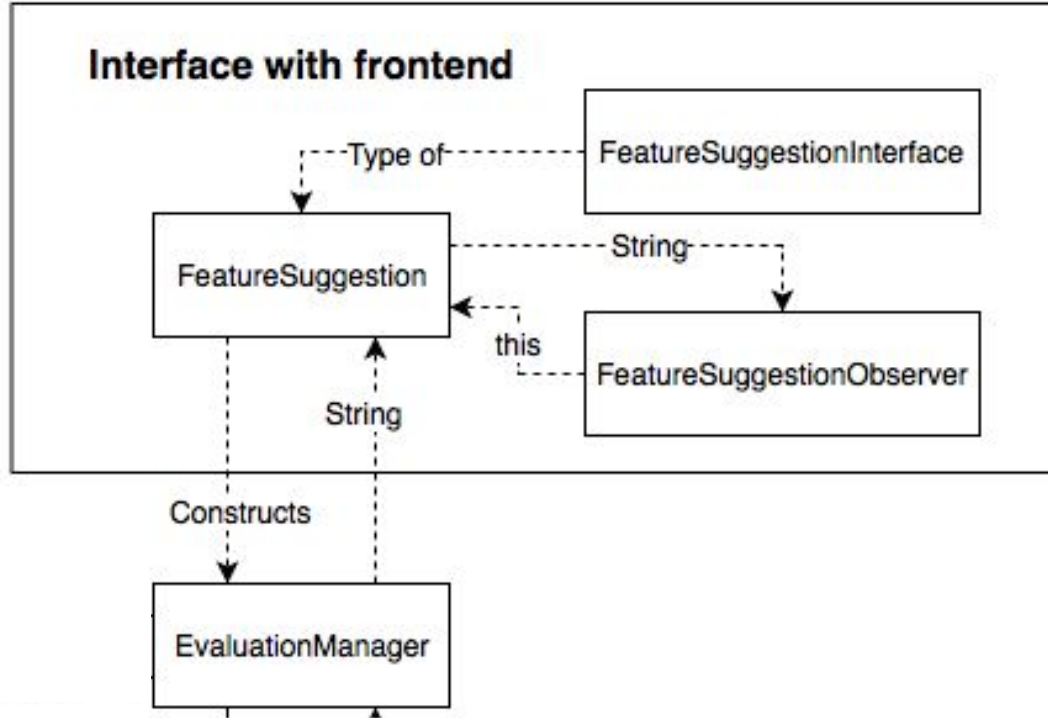 Interface with frontend
Type of
FeatureSuggestionInterface
String
FeatureSuggestion
this
FeatureSuggestionObserver
String
Constructs
EvaluationManager